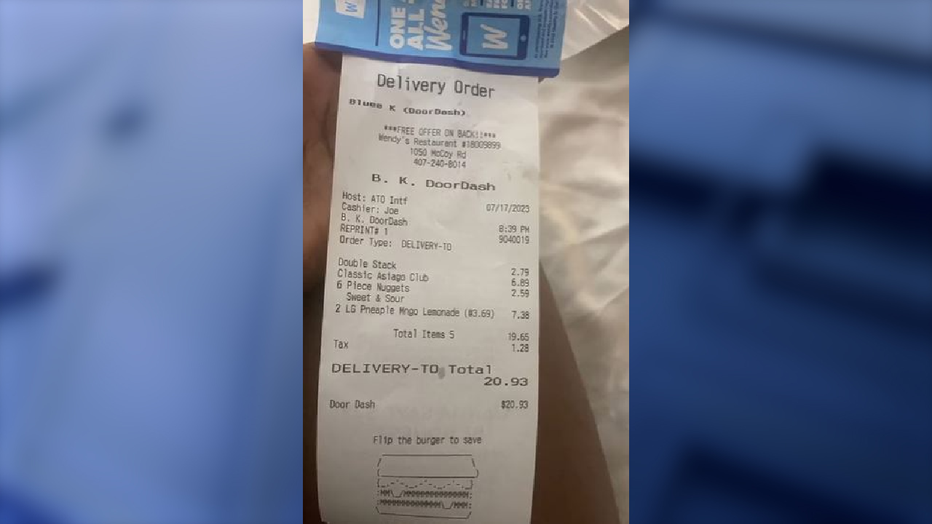 ONE A
ALL T
Wend
W
Delivery Order
Blues K (DoorDash)
***FREE OFFER ON BACK!!***
Wendy's Restaurant #18009899
1050 McCoy Rd
407-240-8014
B. K. DoorDash
Host: ATO Intf 07/17/2023
Cashier: Joe
B. K. DoorDash 8:39 PM
REPRINT# 1 9040019
Order Type: DELIVERY-TO
Double Stack 2.79
Classic Asiago Club 6.89
6 Piece Nuggets 2.59
Sweet & Sour
2 LG Pneaple Mngo Lemonade (@3.69) 7.38
Total Items 5 19.65
Tax 1.28
DELIVERY-TO Total
20.93
Door Dash $20.93
Flip the burger to save